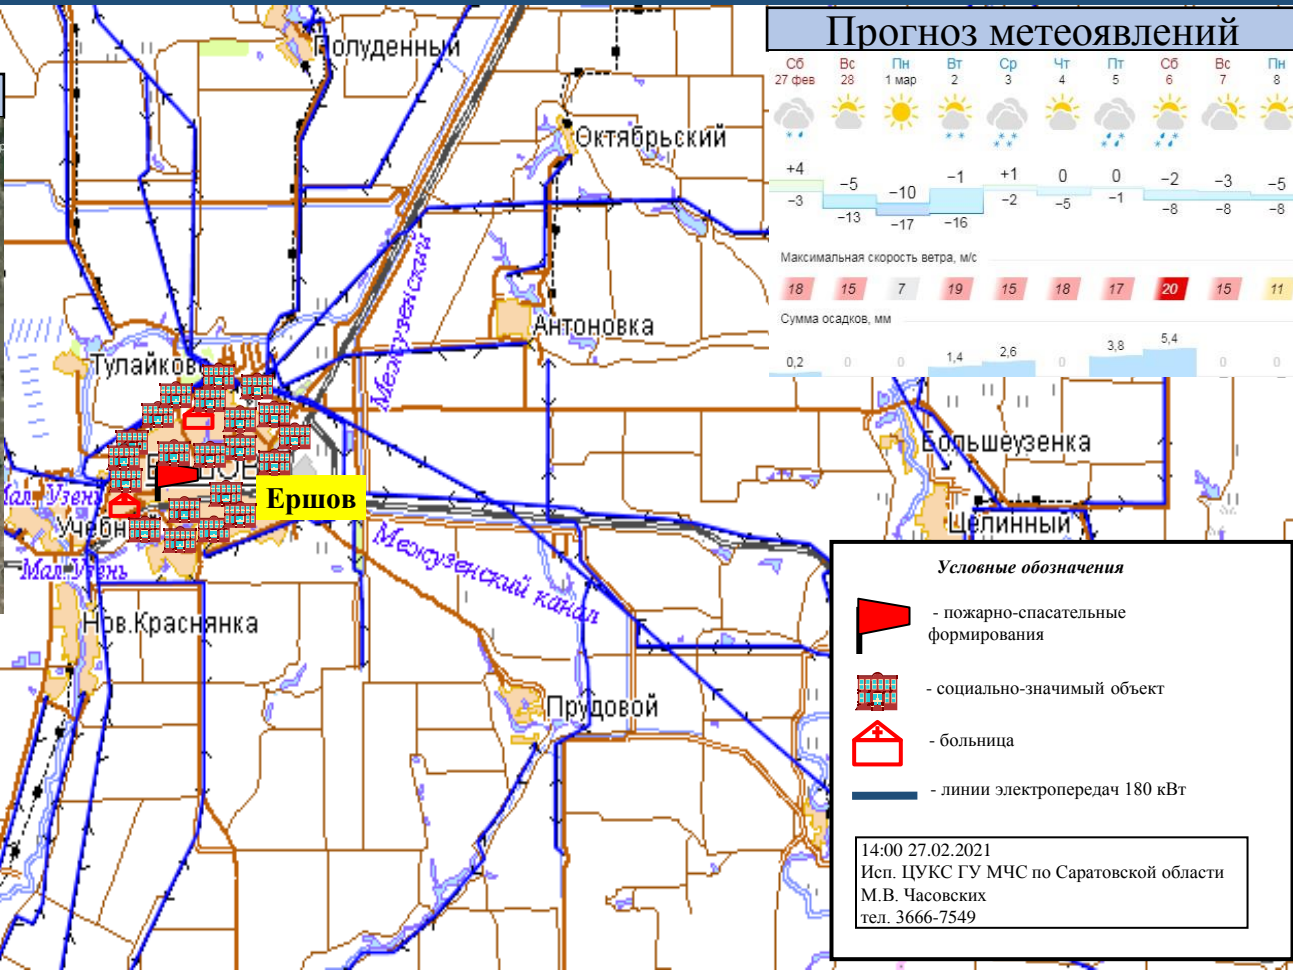 Прогноз метеоявлений
Сб Вс Пн Вт Ср Чт Пт Сб Вс Пн
27 фев 28 1 мар 2 3 4 5 6 7 8
+4 −5 −10 −1 +1 0 0 −2 −3 −5
−3 −13 −17 −16 −2 −5 −1 −8 −8 −8
Максимальная скорость ветра, м/с
18 15 7 19 15 18 17 20 15 11
Сумма осадков, мм
0,2 0 0 1,4 2,6 0 3,8 5,4 0 0
Полуденный
Октябрьский
Межузенский
Антоновка
Тулайково
Большеузенка
Ершов
Мал. Узень
Учебный
Целинный
Мал. Узень
Межузенский канал
Нов.Краснянка
Прудовой
Условные обозначения
- пожарно-спасательные
формирования
- социально-значимый объект
- больница
- линии электропередач 180 кВт
14:00 27.02.2021
Исп. ЦУКС ГУ МЧС по Саратовской области
М.В. Часовских
тел. 3666-7549